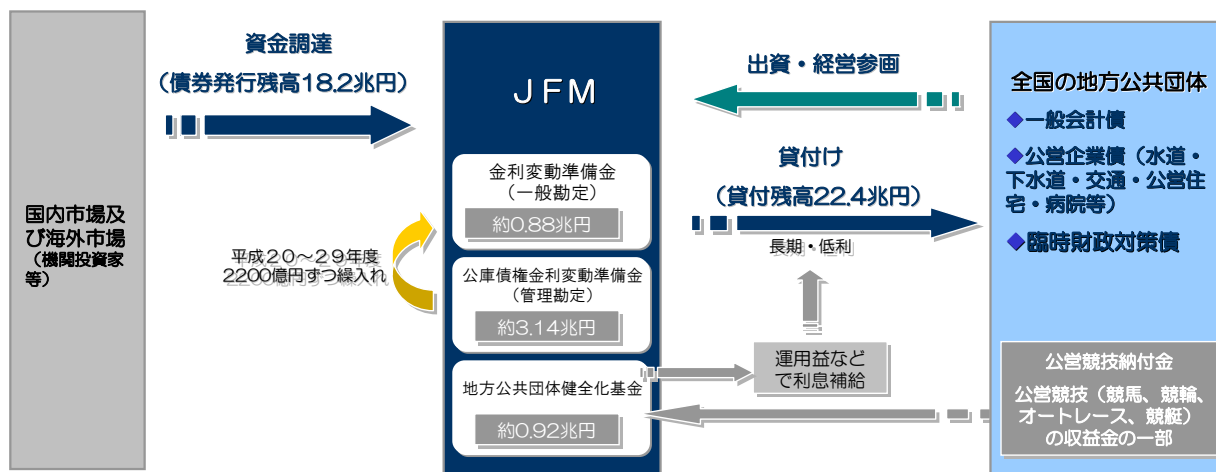 国内市場及
び海外市場
（機関投資家
等）
資金調達
（債券発行残高18.2兆円）
ＪＦＭ
金利変動準備金
（一般勘定）
約0.88兆円
平成２０～２９年度
2200億円ずつ繰入れ
公庫債権金利変動準備金
（管理勘定）
約3.14兆円
地方公共団体健全化基金
約0.92兆円
出資・経営参画
貸付け
（貸付残高22.4兆円）
長期・低利
運用益など
で利息補給
全国の地方公共団体
◆一般会計債
◆公営企業債（水道・
下水道・交通・公営住
宅・病院等）
◆臨時財政対策債
公営競技納付金
公営競技（競馬、競輪、
オートレース、競艇）
の収益金の一部